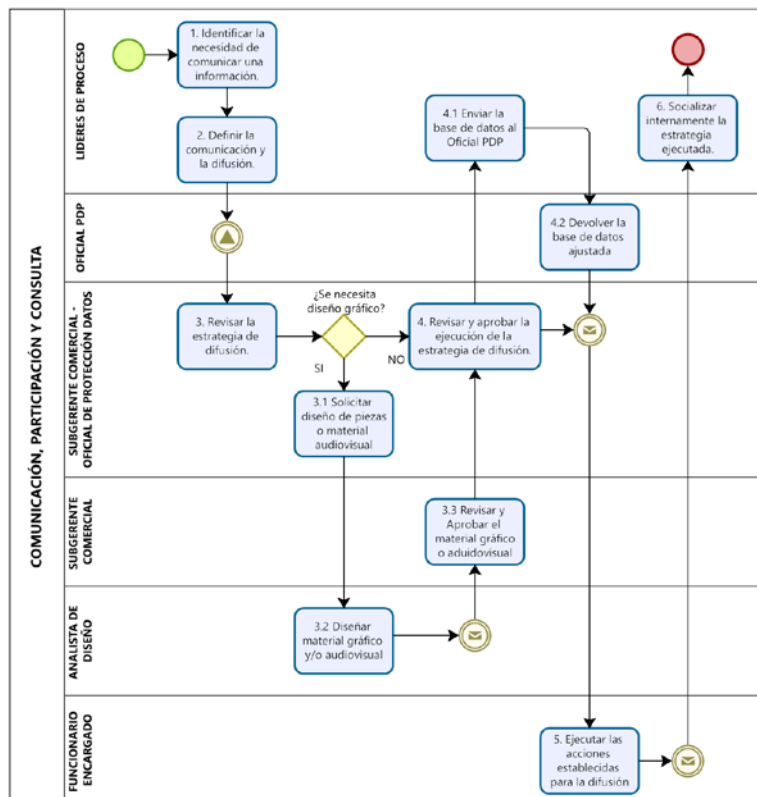 COMUNICACIÓN, PARTICIPACIÓN Y CONSULTA
LIDERES DE PROCESO
1. Identificar la
necesidad de
comunicar una
información.
2. Definir la
comunicación y
la difusión.
4.1 Enviar la
base de datos al
Oficial PDP
6. Socializar
internamente la
estrategia
ejecutada.
OFICIAL PDP
4.2 Devolver la
base de datos
ajustada
SUBGERENTE COMERCIAL -
OFICIAL DE PROTECCIÓN DATOS
3. Revisar la
estrategia de
difusión.
¿Se necesita
diseño gráfico?
SI
NO
4. Revisar y aprobar la
ejecución de la
estrategia de difusión.
3.1 Solicitar
diseño de piezas
o material
audiovisual
SUBGERENTE
COMERCIAL
3.3 Revisar y
Aprobar el
material gráfico
o aduidovisual
ANALISTA DE
DISEÑO
3.2 Diseñar
material gráfico
y/o audiovisual
FUNCIONARIO
ENCARGADO
5. Ejecutar las
acciones
establecidas
para la difusión